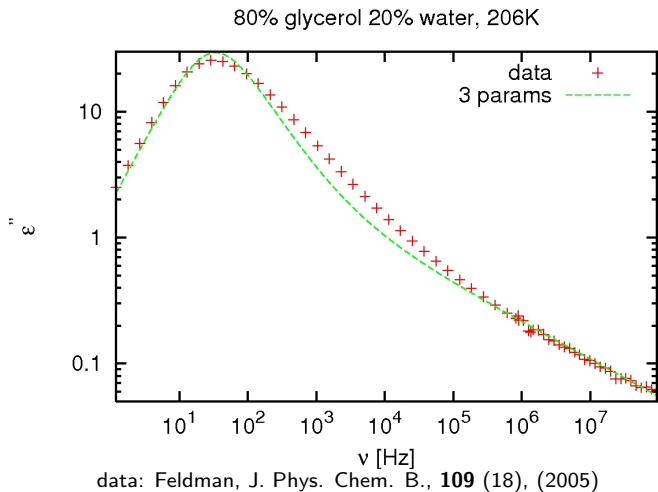 80% glycerol 20% water, 206K
data
3 params
10
1
0.1
ε"
10¹ 10² 10³ 10⁴ 10⁵ 10⁶ 10⁷
ν [Hz]
data: Feldman, J. Phys. Chem. B., 109 (18), (2005)